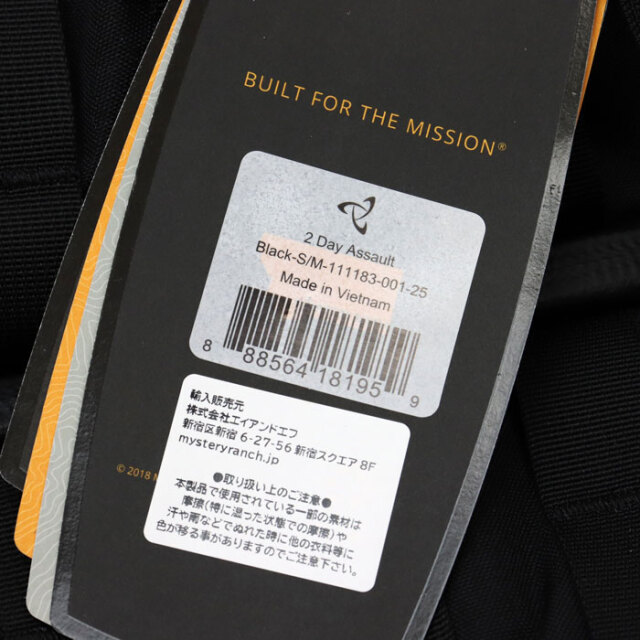 BUILT FOR THE MISSION®
2 Day Assault
Black-S/M-111183-001-25
Made in Vietnam
8 88564 18195 9
輸入販売元
株式会社エイアンドエフ
新宿区新宿 6-27-56 新宿スクエア 8F
mysteryranch.jp
© 2018 M
●取り扱い上のご注意●
本製品で使用されている一部の素材は
摩擦(特に湿った状態での摩擦)や
汗や雨などでぬれた時に他の衣料等に
色が移る事がありますのでご注意下さい。